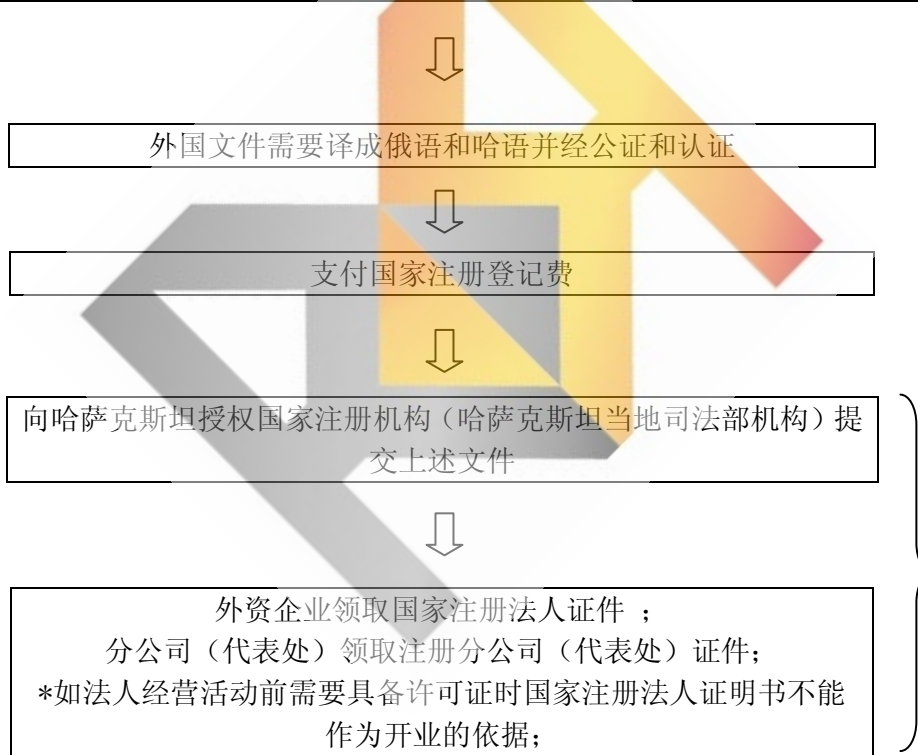 外国文件需要译成俄语和哈语并经公证和认证
支付国家注册登记费
向哈萨克斯坦授权国家注册机构（哈萨克斯坦当地司法部机构）提
交上述文件
外资企业领取国家注册法人证件 ；
分公司（代表处）领取注册分公司（代表处）证件；
*如法人经营活动前需要具备许可证时国家注册法人证明书不能
作为开业的依据；